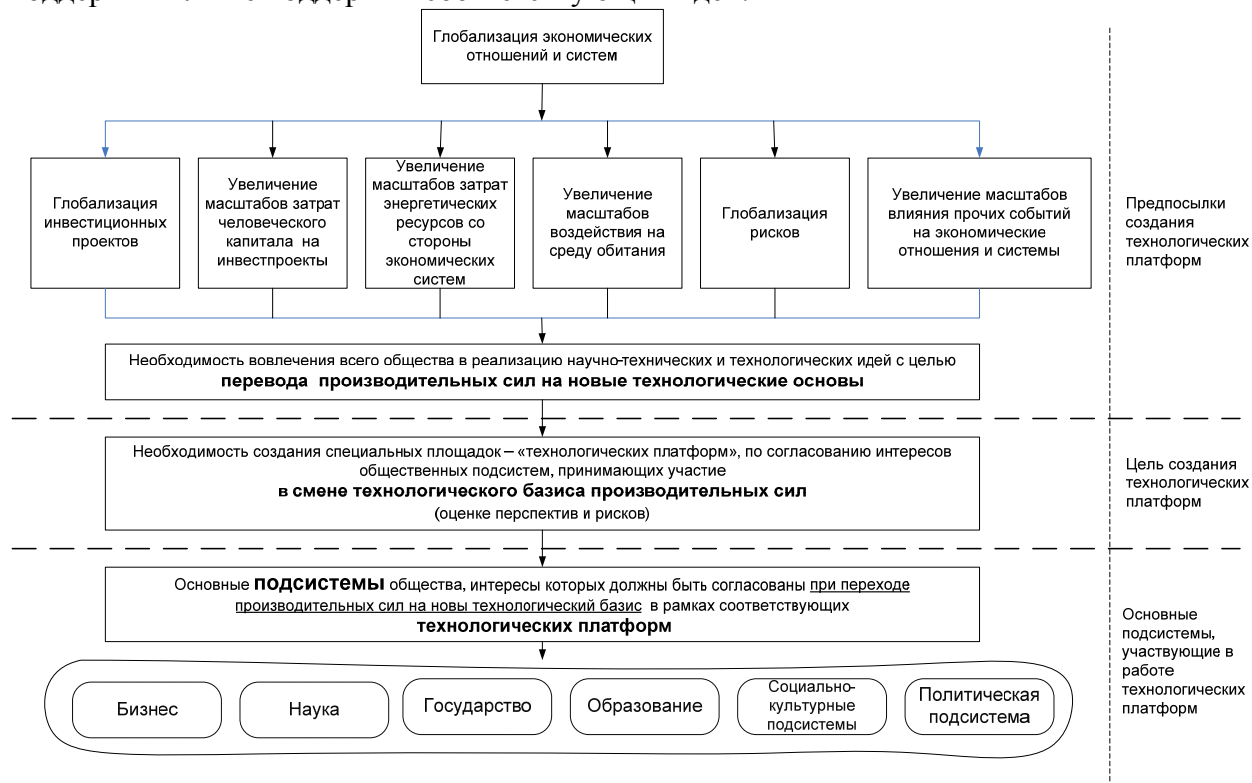 Глобализация экономических
отношений и систем
Глобализация
инвестиционных
проектов
Увеличение
масштабов затрат
человеческого
капитала на
инвестпроекты
Увеличение
масштабов затрат
энергетических
ресурсов со
стороны
экономических
систем
Увеличение
масштабов
воздействия на
среду обитания
Глобализация
рисков
Увеличение масштабов
влияния прочих событий
на экономические
отношения и системы
Предпосылки
создания
технологических
платформ
Необходимость вовлечения всего общества в реализацию научно-технических и технологических идей с целью
перевода производительных сил на новые технологические основы
Необходимость создания специальных площадок – «технологических платформ», по согласованию интересов
общественных подсистем, принимающих участие
в смене технологического базиса производительных сил
(оценке перспектив и рисков)
Цель создания
технологических
платформ
Основные подсистемы общества, интересы которых должны быть согласованы при переходе
производительных сил на новы технологический базис в рамках соответствующих
технологических платформ
Основные
подсистемы,
участвующие в
работе
технологических
платформ
Бизнес
Наука
Государство
Образование
Социально-
культурные
подсистемы
Политическая
подсистема